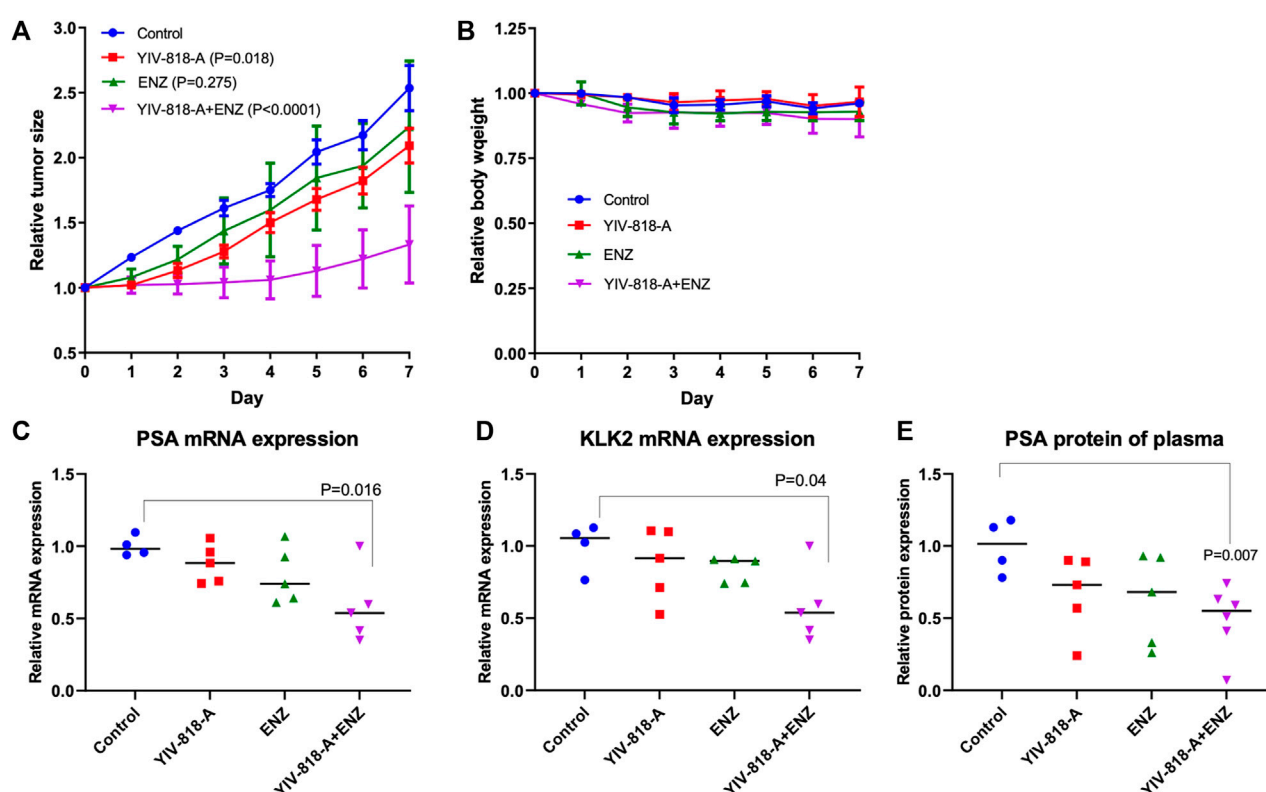 A
Relative tumor size
3.0
2.5
2.0
1.5
1.0
0.5
Control
YIV-818-A (P=0.018)
ENZ (P=0.275)
YIV-818-A+ENZ (P<0.0001)
0 1 2 3 4 5 6 7
Day
B
Relative body wqeight
1.25
1.00
0.75
0.50
0.25
0.00
Control
YIV-818-A
ENZ
YIV-818-A+ENZ
0 1 2 3 4 5 6 7
Day
C
PSA mRNA expression
Relative mRNA expression
1.5
1.0
0.5
0.0
P=0.016
Control
YIV-818-A
ENZ
YIV-818-A+ENZ
D
KLK2 mRNA expression
Relative mRNA expression
1.5
1.0
0.5
0.0
P=0.04
Control
YIV-818-A
ENZ
YIV-818-A+ENZ
E
PSA protein of plasma
Relative protein expression
1.5
1.0
0.5
0.0
P=0.007
Control
YIV-818-A
ENZ
YIV-818-A+ENZ